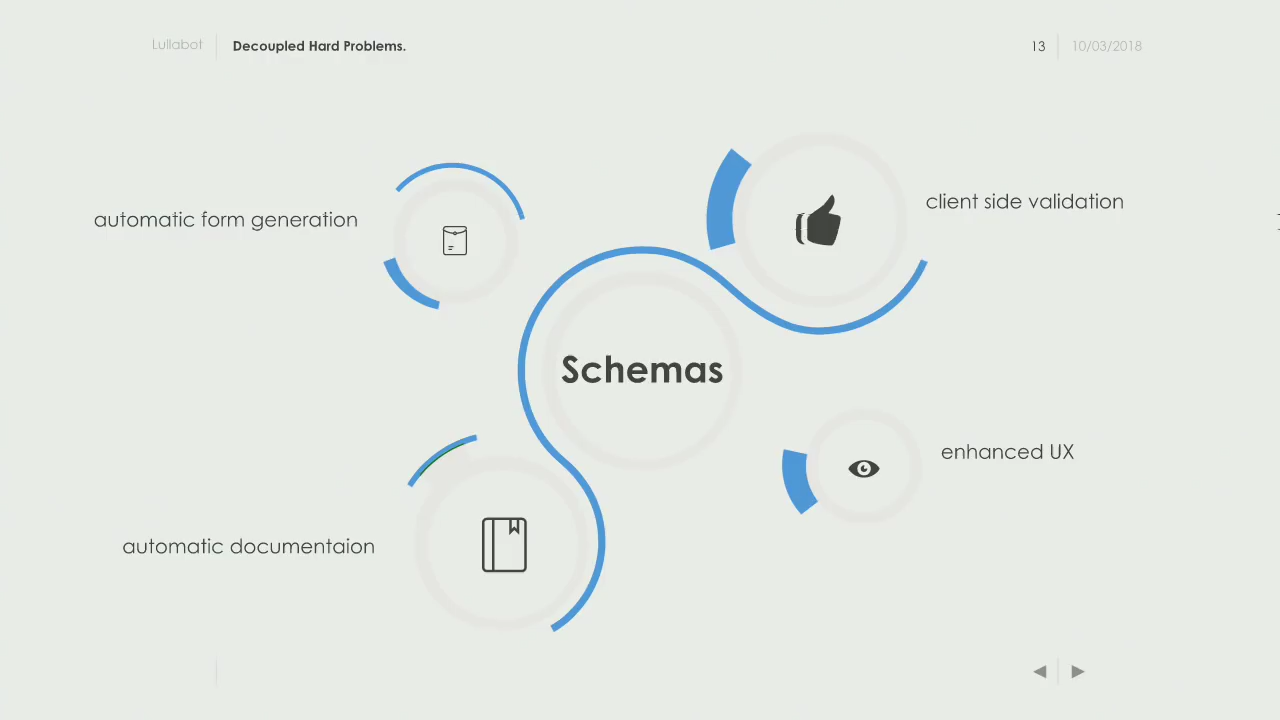 Lullabot
Decoupled Hard Problems.
13
10/03/2018
automatic form generation
client side validation
Schemas
enhanced UX
automatic documentaion